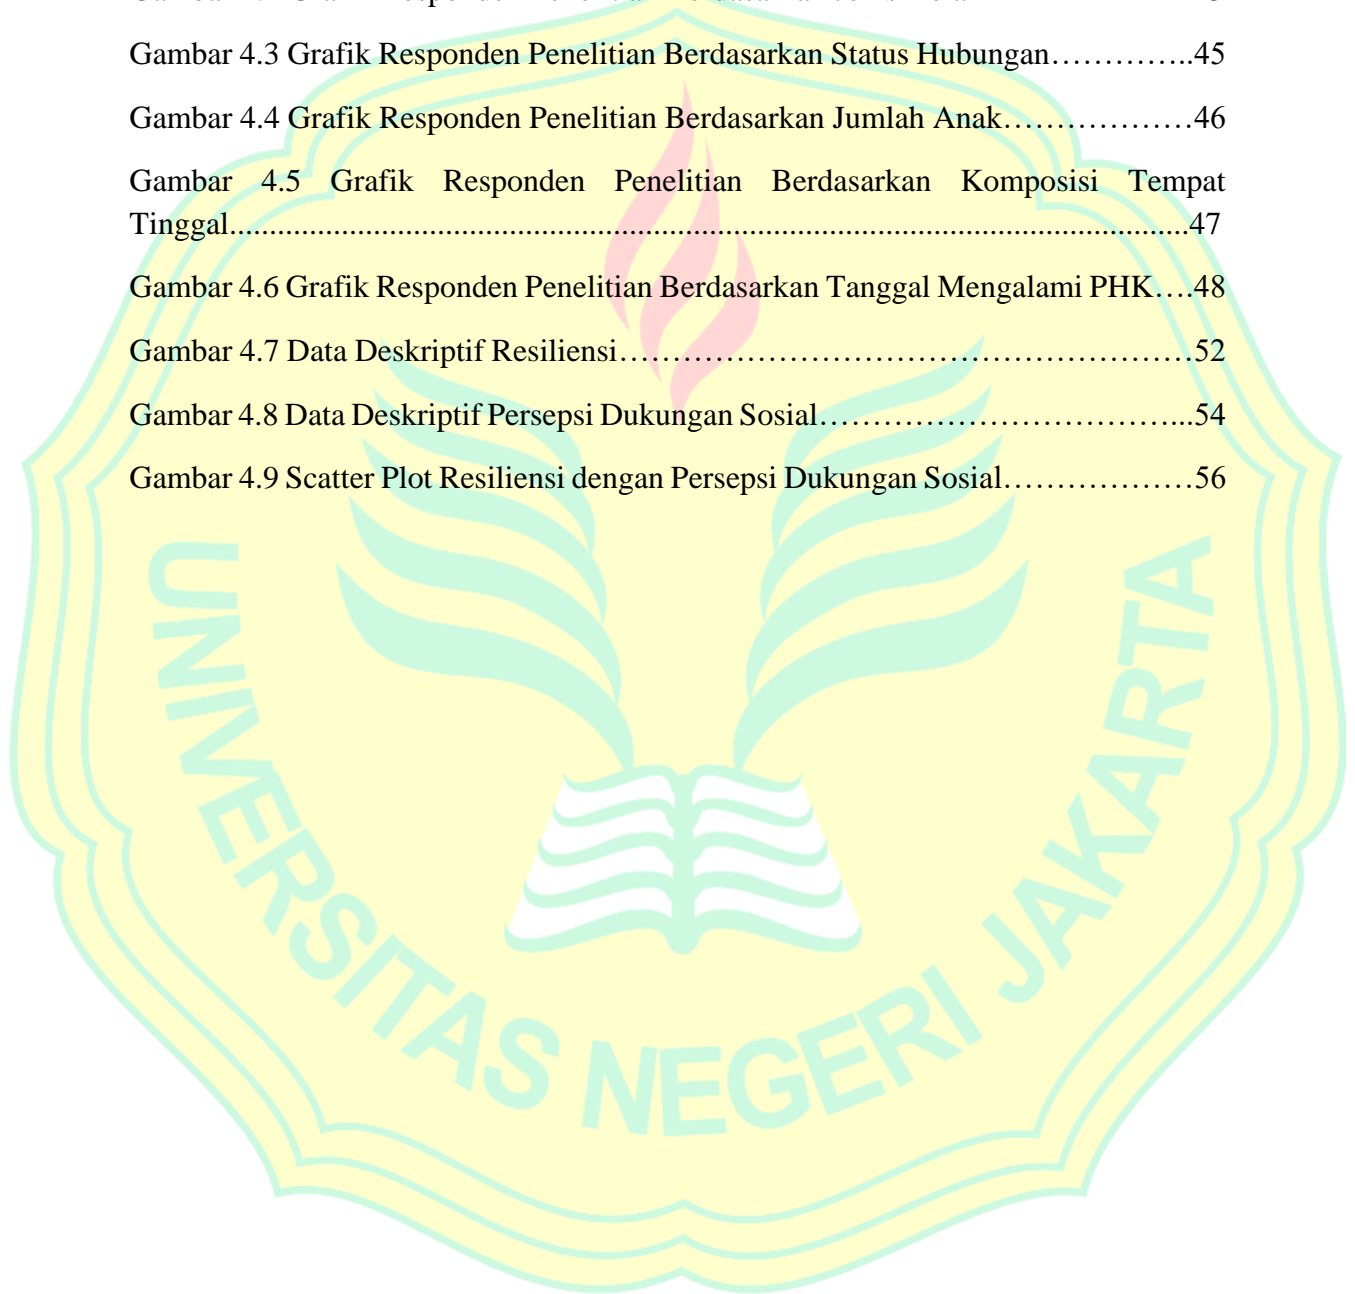 Gambar 4.3 Grafik Responden Penelitian Berdasarkan Status Hubungan…………..45
Gambar 4.4 Grafik Responden Penelitian Berdasarkan Jumlah Anak………………46
Gambar 4.5 Grafik Responden Penelitian Berdasarkan Komposisi Tempat
Tinggal........................................................................................................................47
Gambar 4.6 Grafik Responden Penelitian Berdasarkan Tanggal Mengalami PHK….48
Gambar 4.7 Data Deskriptif Resiliensi………………………………………………52
Gambar 4.8 Data Deskriptif Persepsi Dukungan Sosial……………………………...54
Gambar 4.9 Scatter Plot Resiliensi dengan Persepsi Dukungan Sosial………………56
UNIVERSITAS NEGERI JAKARTA